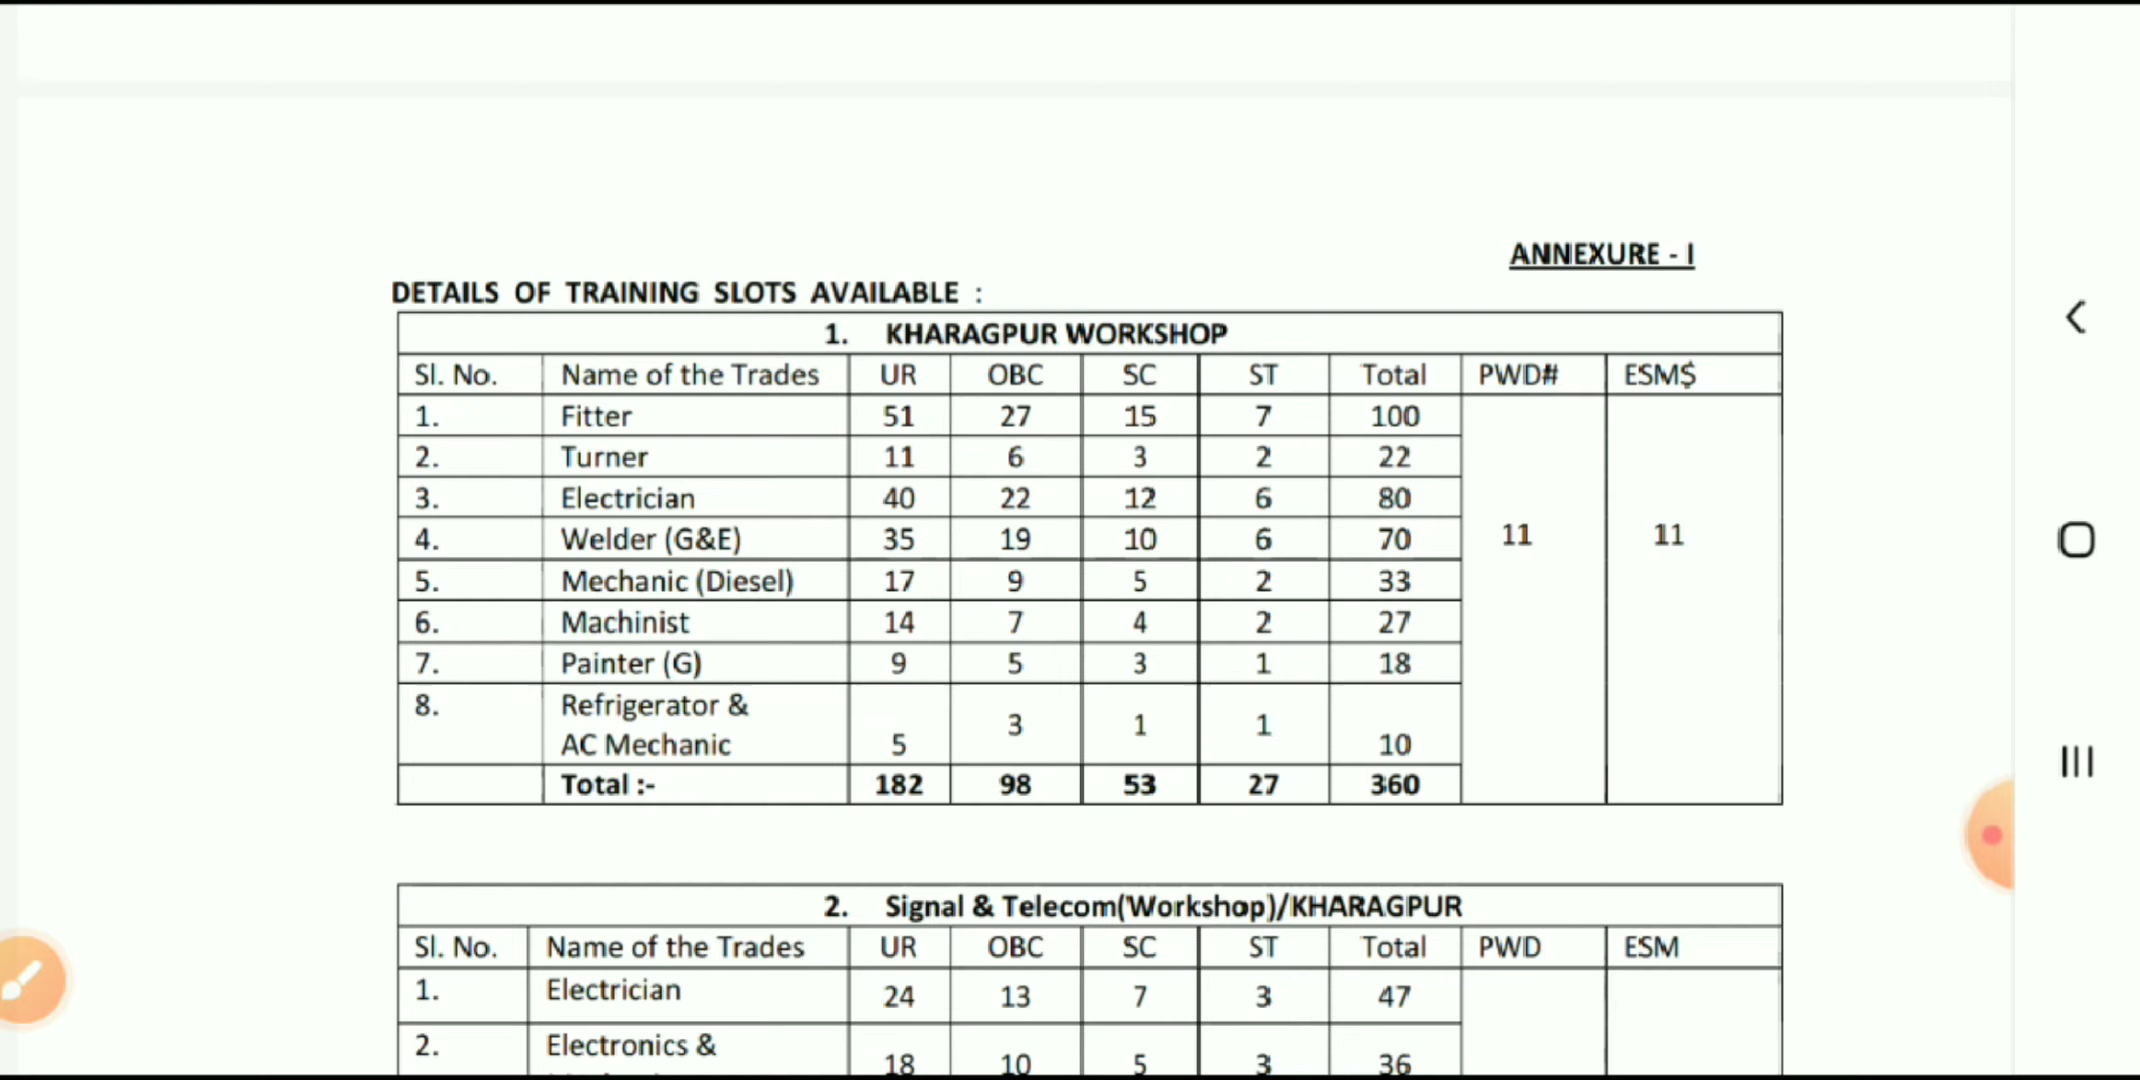 ANNEXURE - I
DETAILS OF TRAINING SLOTS AVAILABLE :
1. KHARAGPUR WORKSHOP
Sl. No. Name of the Trades UR OBC SC ST Total PWD# ESM$
1. Fitter 51 27 15 7 100
2. Turner 11 6 3 2 22
3. Electrician 40 22 12 6 80
4. Welder (G&E) 35 19 10 6 70 11 11
5. Mechanic (Diesel) 17 9 5 2 33
6. Machinist 14 7 4 2 27
7. Painter (G) 9 5 3 1 18
8. Refrigerator &
AC Mechanic 5 3 1 1 10
Total :- 182 98 53 27 360
2. Signal & Telecom(Workshop)/KHARAGPUR
Sl. No. Name of the Trades UR OBC SC ST Total PWD ESM
1. Electrician 24 13 7 3 47
2. Electronics & 18 10 5 3 36